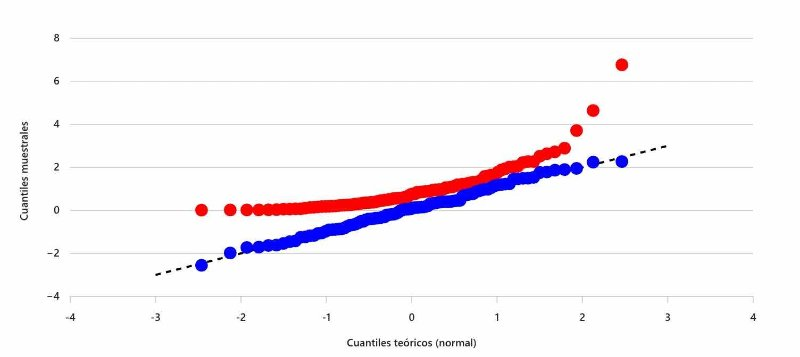 8
6
4
2
0
−2
−4
Cuantiles muestrales
-4 -3 -2 -1 0 1 2 3 4
Cuantiles teóricos (normal)